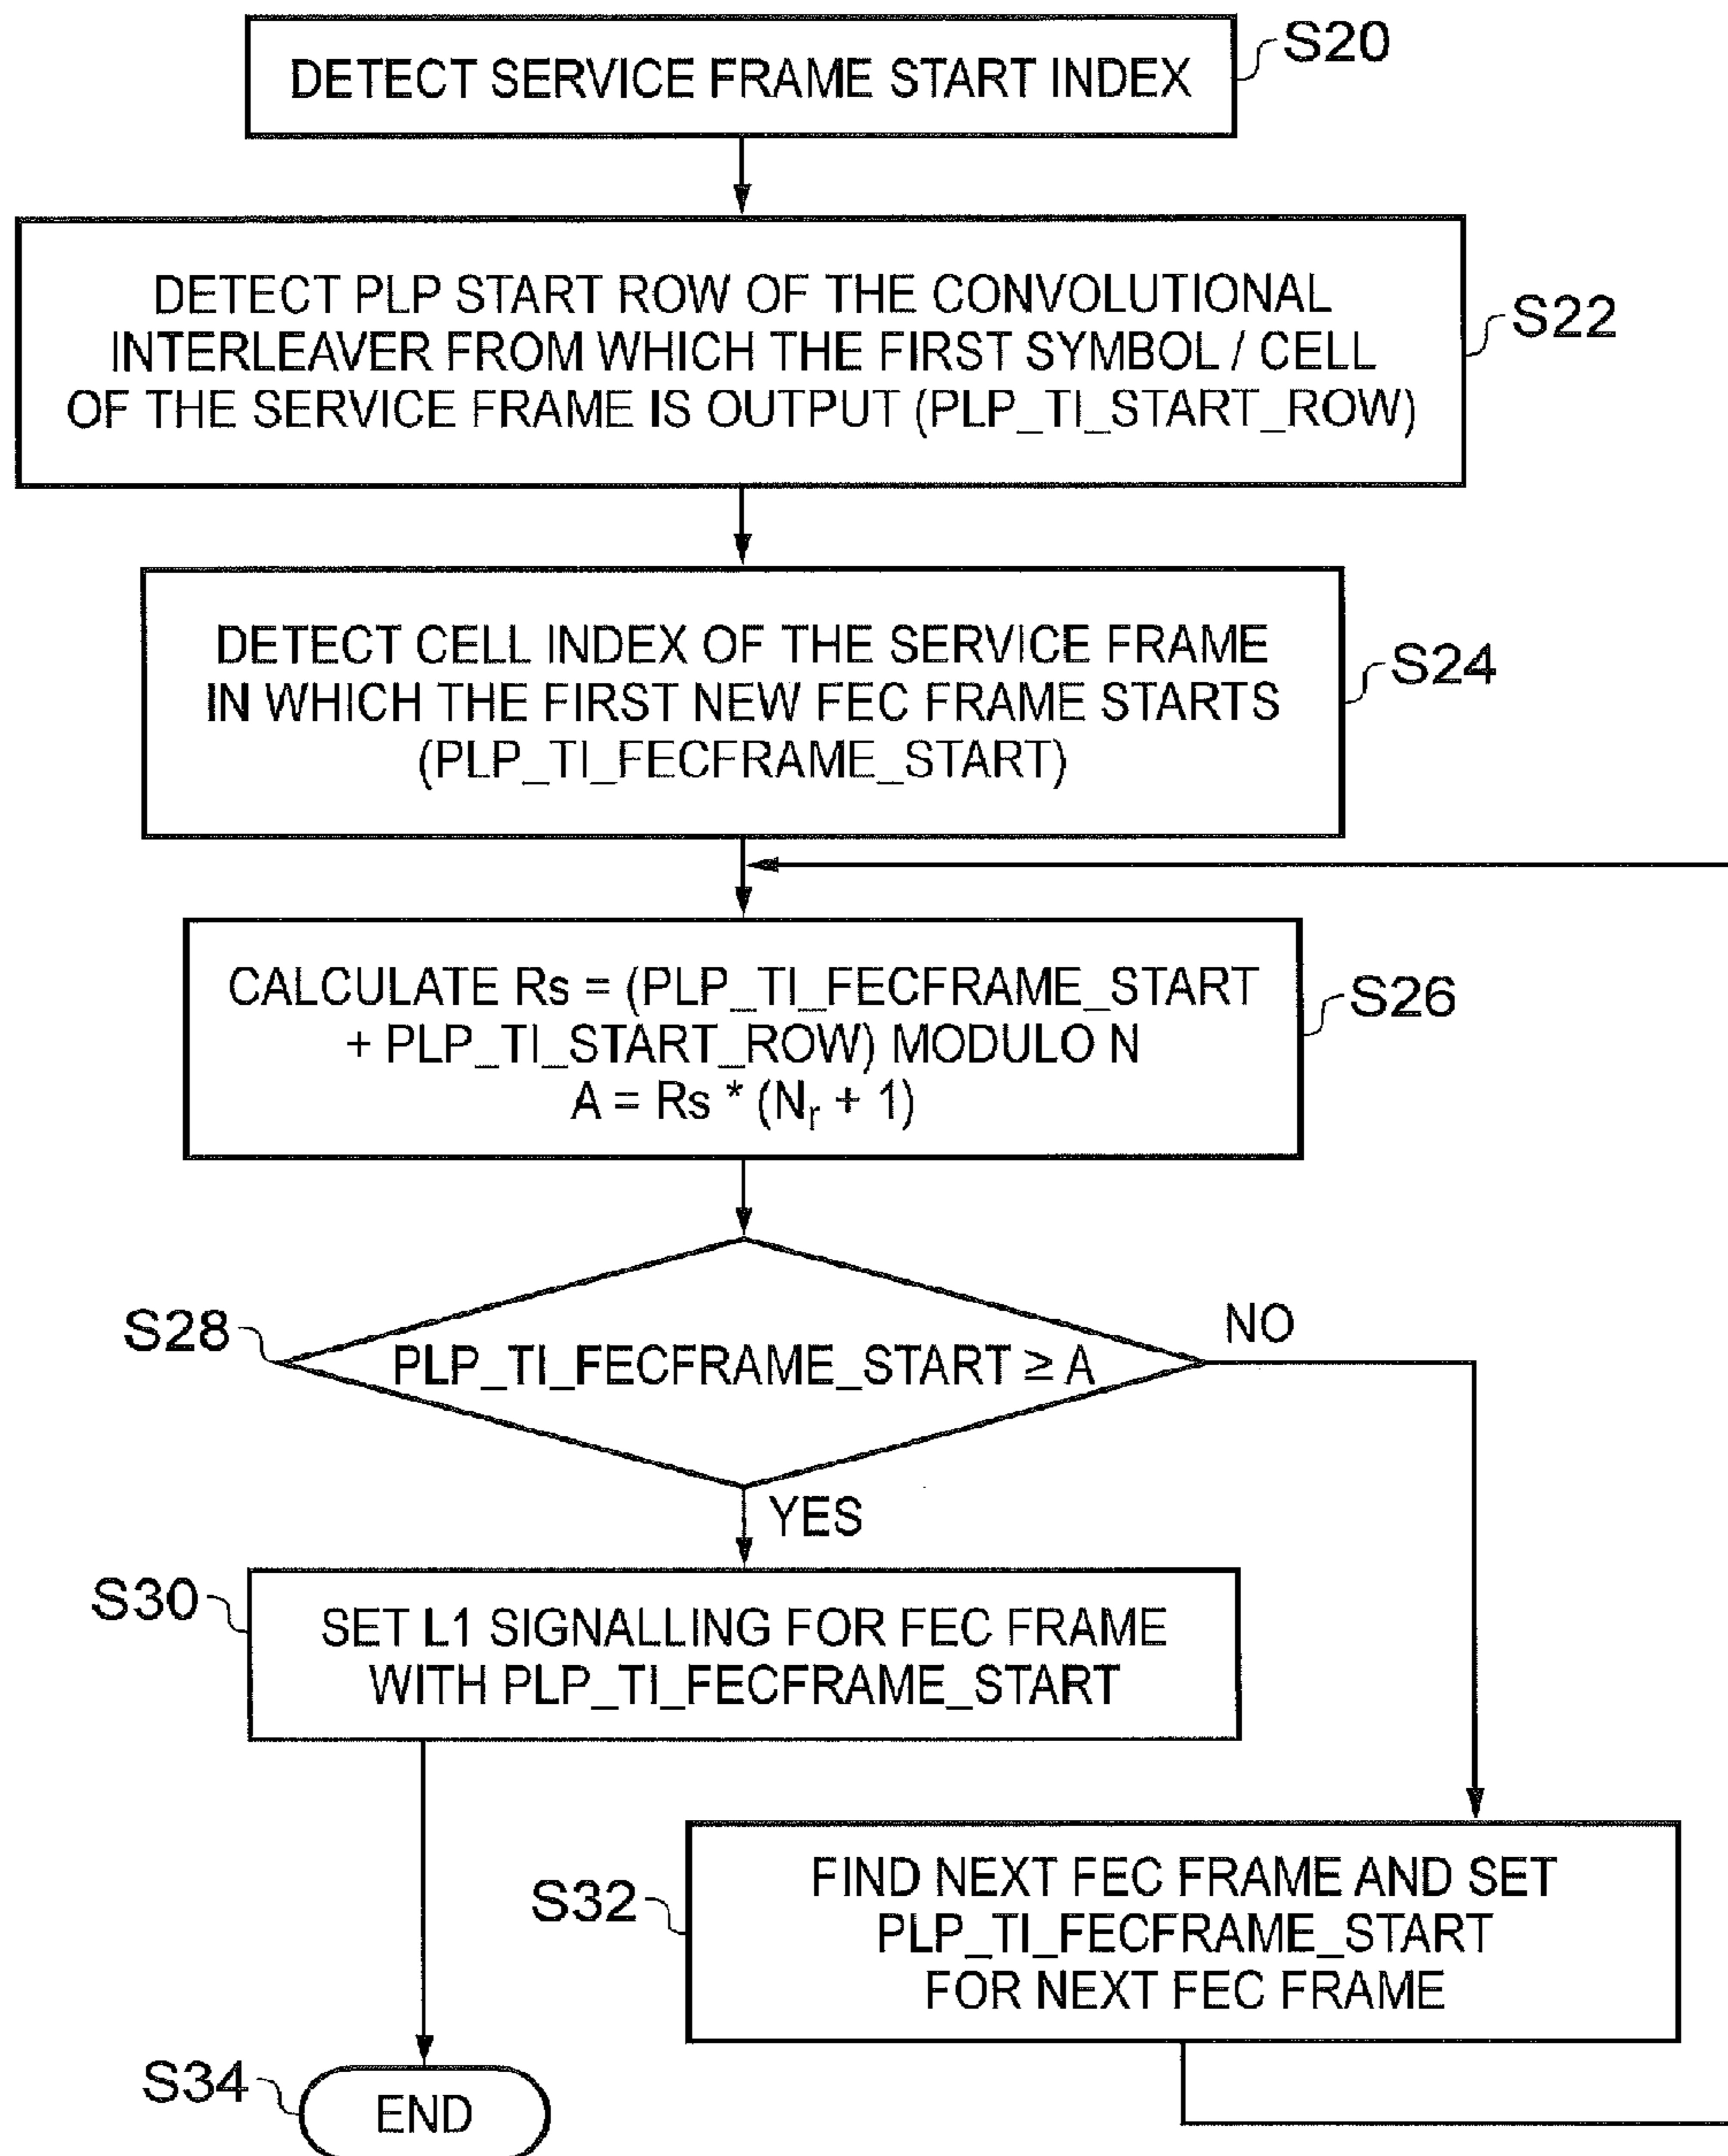 DETECT SERVICE FRAME START INDEX
S20
DETECT PLP START ROW OF THE CONVOLUTIONAL
INTERLEAVER FROM WHICH THE FIRST SYMBOL / CELL
OF THE SERVICE FRAME IS OUTPUT (PLP_TI_START_ROW)
S22
DETECT CELL INDEX OF THE SERVICE FRAME
IN WHICH THE FIRST NEW FEC FRAME STARTS
(PLP_TI_FECFRAME_START)
S24
CALCULATE Rs = (PLP_TI_FECFRAME_START
+ PLP_TI_START_ROW) MODULO N
A = Rs * (Nr + 1)
S26
S28
PLP_TI_FECFRAME_START ≥ A
NO
YES
S30
SET L1 SIGNALLING FOR FEC FRAME
WITH PLP_TI_FECFRAME_START
S32
FIND NEXT FEC FRAME AND SET
PLP_TI_FECFRAME_START
FOR NEXT FEC FRAME
S34
END